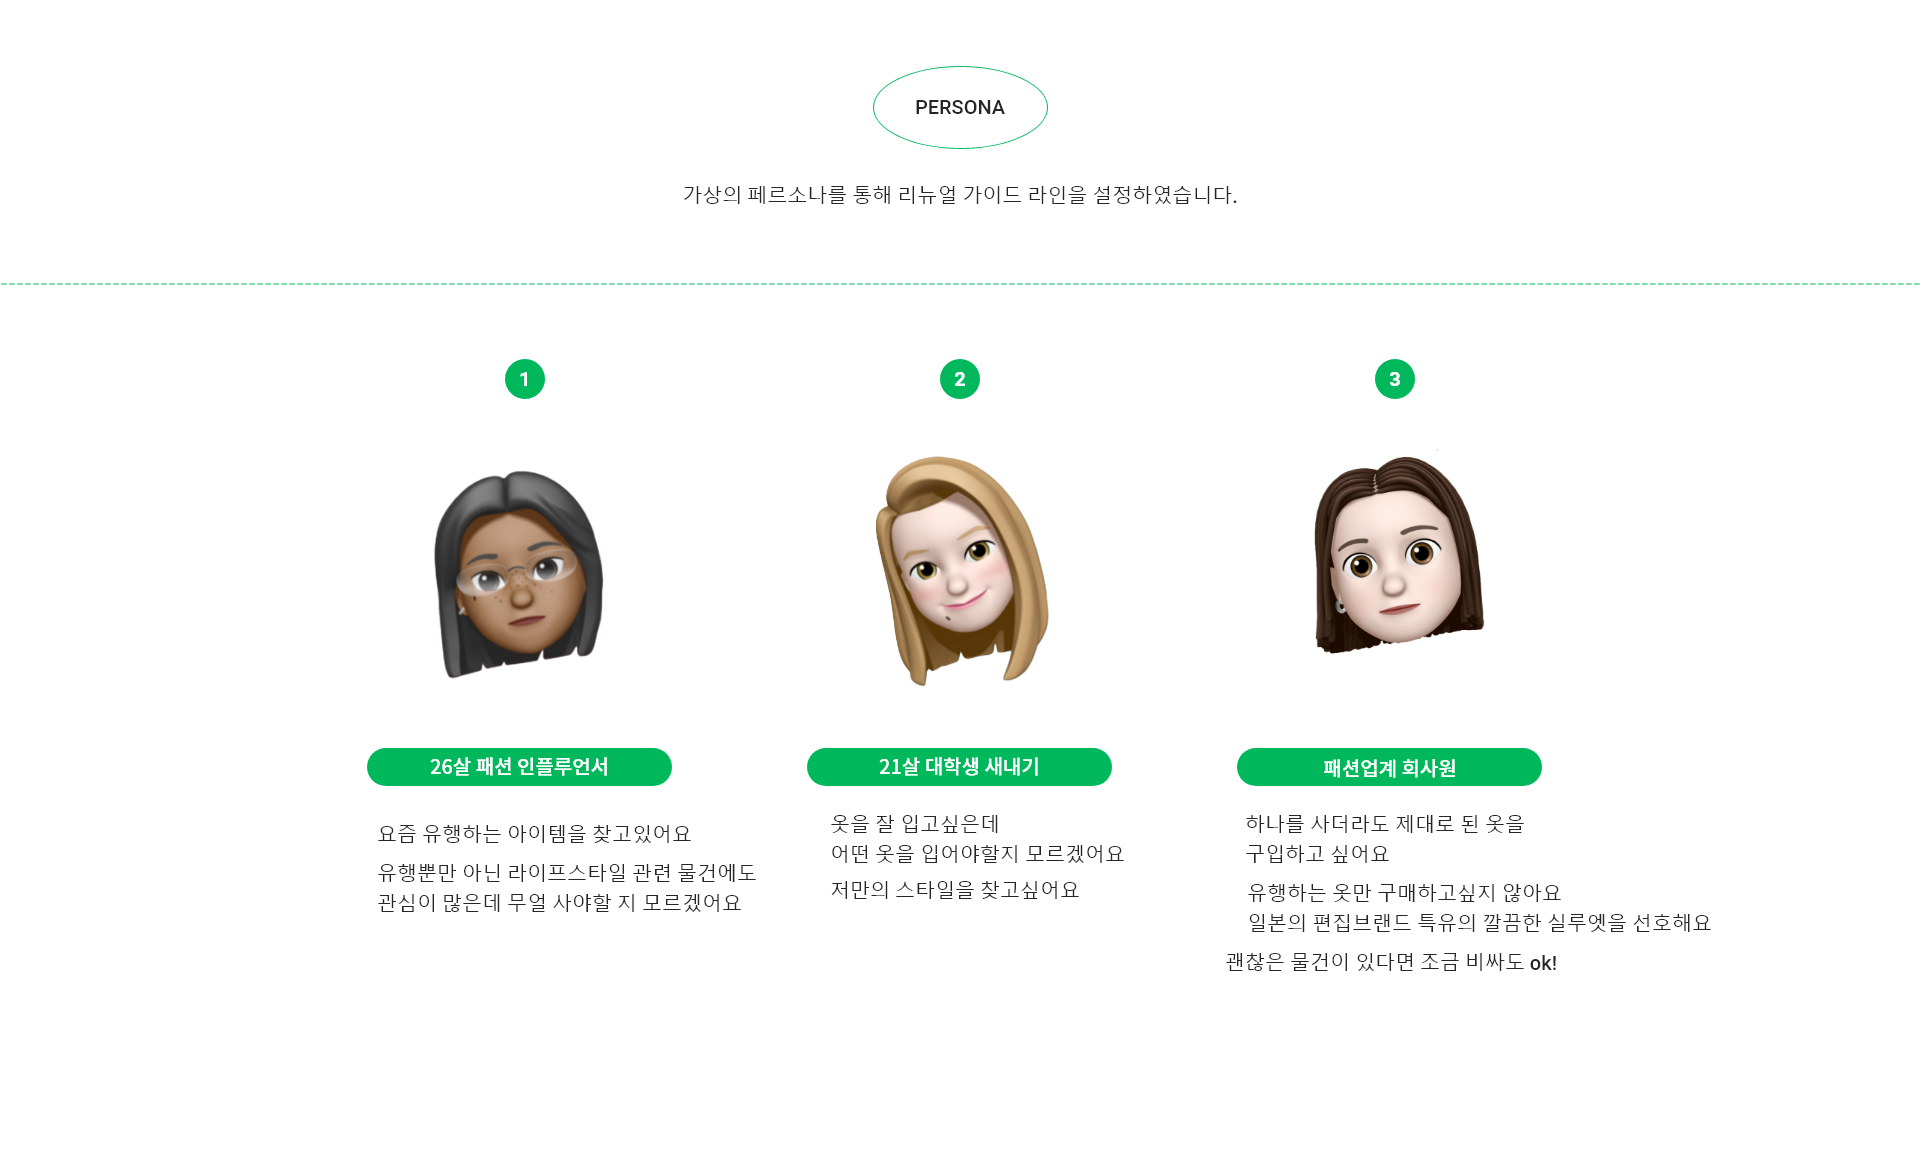 PERSONA
가상의 페르소나를 통해 리뉴얼 가이드 라인을 설정하였습니다.
1
2
3
26살 패션 인플루언서
요즘 유행하는 아이템을 찾고있어요
유행뿐만 아닌 라이프스타일 관련 물건에도
관심이 많은데 무얼 사야할 지 모르겠어요
21살 대학생 새내기
옷을 잘 입고싶은데
어떤 옷을 입어야할지 모르겠어요
저만의 스타일을 찾고싶어요
패션업계 회사원
하나를 사더라도 제대로 된 옷을
구입하고 싶어요
유행하는 옷만 구매하고싶지 않아요
일본의 편집브랜드 특유의 깔끔한 실루엣을 선호해요
괜찮은 물건이 있다면 조금 비싸도 ok!